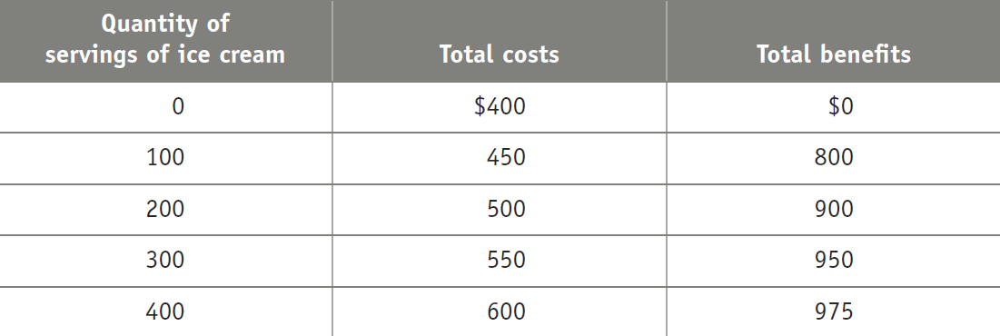 Quantity of
servings of ice cream Total costs Total benefits
0 $400 $0
100 450 800
200 500 900
300 550 950
400 600 975